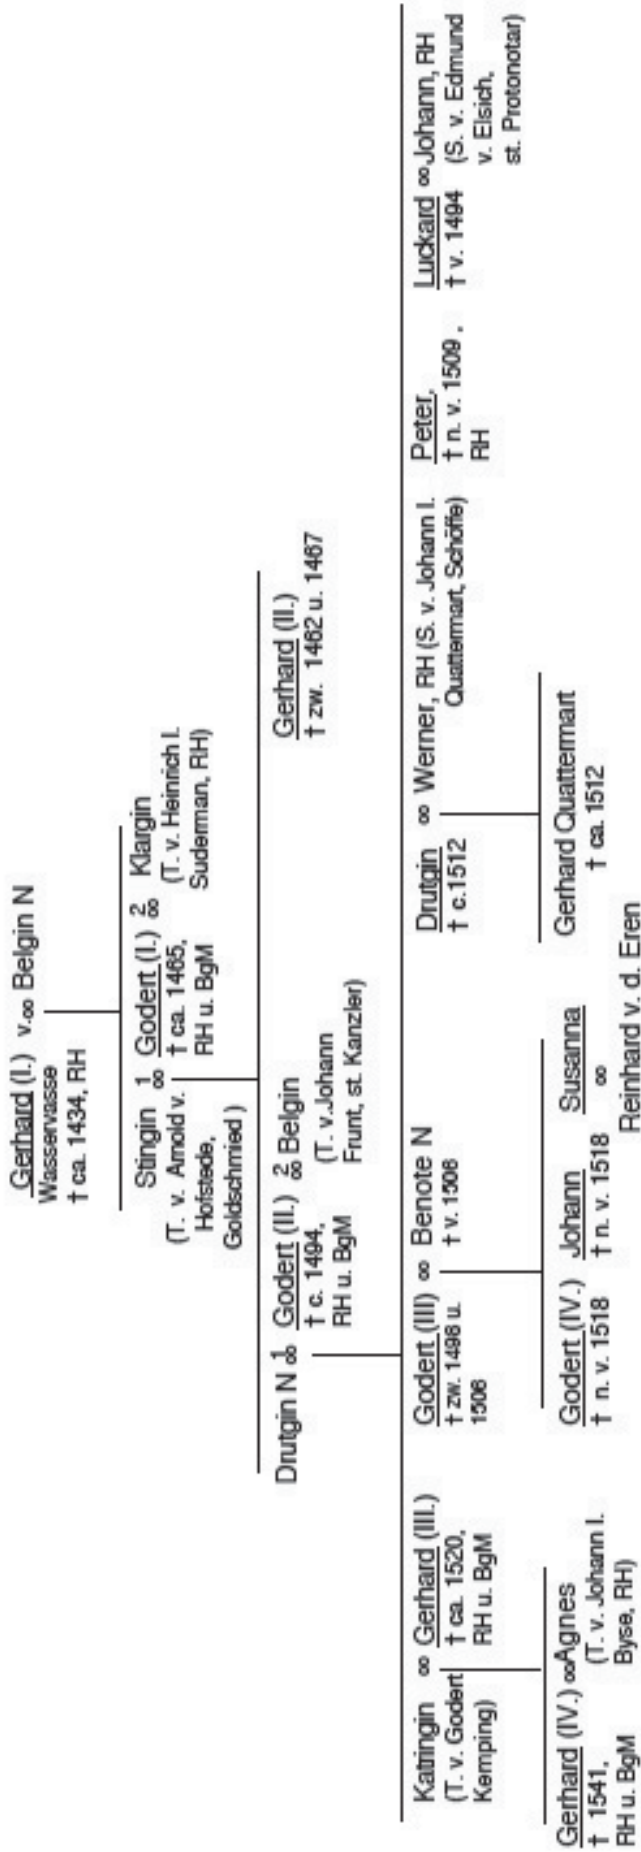 Gerhard (I.) v.∞ Belgin N
Wasservasse
† ca. 1434, RH
Stingin 1 ∞ Godert (I.) 2 ∞ Klargin
(T. v. Arnold v. Hofstede, Goldschmied )
† ca. 1465,
RH u. BgM
(T. v. Heinrich I.
Suderman, RH)
Drutgin N 1 ∞ Godert (II.) 2 ∞ Belgin
† c. 1494,
RH u. BgM
(T. v.Johann
Frunt, st. Kanzler)
Gerhard (II.)
† zw. 1462 u. 1467
Katringin ∞ Gerhard (III.)
(T. v. Godert
Kemping)
† ca. 1520,
RH u. BgM
Godert (III) ∞ Benote N
† zw. 1498 u.
1506
† v. 1506
Drutgin ∞ Werner, RH (S. v. Johann I.
† c.1512
Quattermart, Schöffe)
Peter,
† n. v. 1509 ,
RH
Luckard ∞Johann, RH
† v. 1494
(S. v. Edmund
v. Elsich,
st. Protonotar)
Gerhard (IV.) ∞Agnes
† 1541,
RH u. BgM
(T. v. Johann I.
Byse, RH)
Godert (IV.)
† n. v. 1518
Johann
† n. v. 1518
Susanna
∞
Reinhard v. d. Eren
Gerhard Quattermart
† ca. 1512